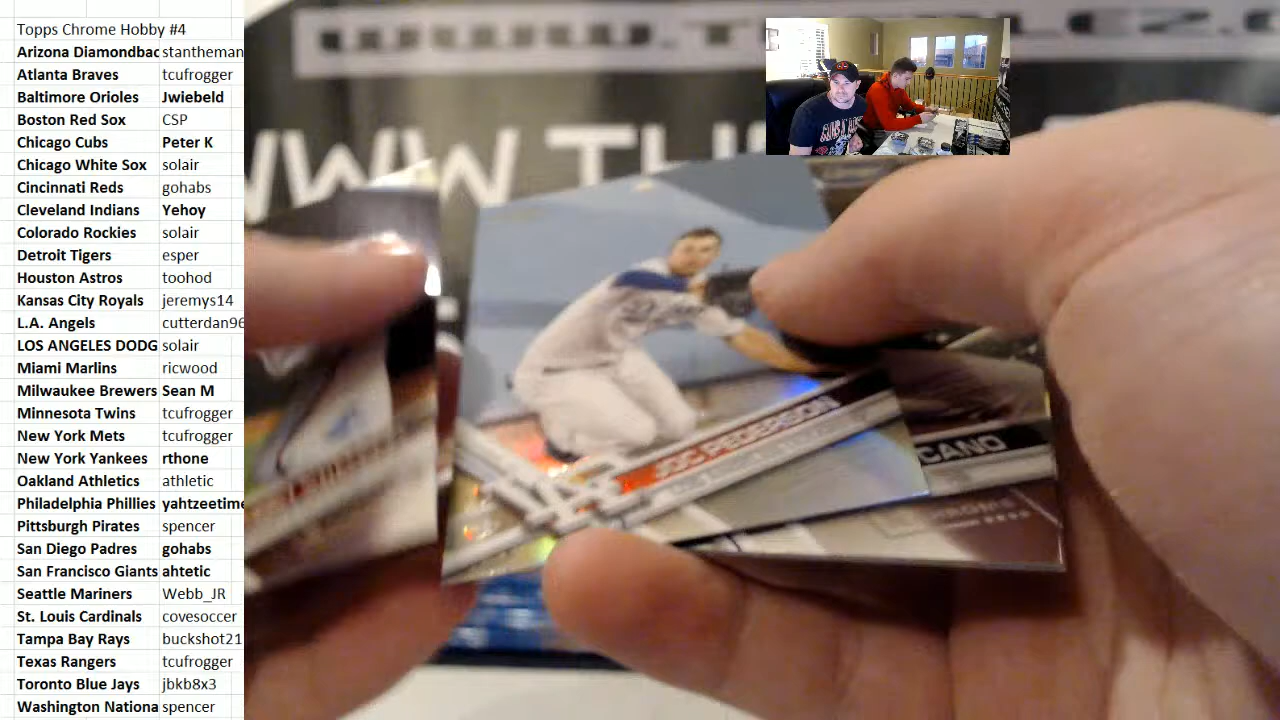 Topps Chrome Hobby #4
Arizona Diamondbac stantheman
Atlanta Braves tcufrogger
Baltimore Orioles Jwiebeld
Boston Red Sox CSP
Chicago Cubs Peter K
Chicago White Sox solair
Cincinnati Reds gohabs
Cleveland Indians Yehoy
Colorado Rockies solair
Detroit Tigers esper
Houston Astros toohod
Kansas City Royals jeremys14
L.A. Angels cutterdan96
LOS ANGELES DODG solair
Miami Marlins ricwood
Milwaukee Brewers Sean M
Minnesota Twins tcufrogger
New York Mets tcufrogger
New York Yankees rthone
Oakland Athletics athletic
Philadelphia Phillies yahtzeetime
Pittsburgh Pirates spencer
San Diego Padres gohabs
San Francisco Giants ahtetic
Seattle Mariners Webb_JR
St. Louis Cardinals covesoccer
Tampa Bay Rays buckshot21
Texas Rangers tcufrogger
Toronto Blue Jays jbkb8x3
Washington Nationa spencer
WWW.T
WWW TH
JOC PEDERSON
CANO